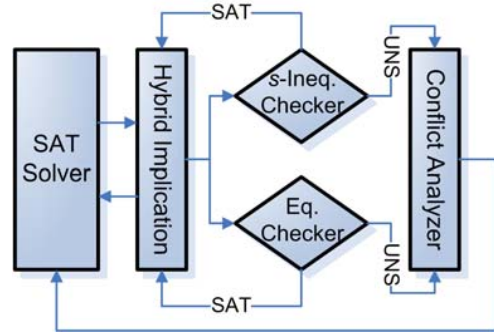 SAT
SAT
Solver
Hybrid Implication
s-Ineq.
Checker
UNS
Conflict Analyzer
Eq.
Checker
UNS
SAT